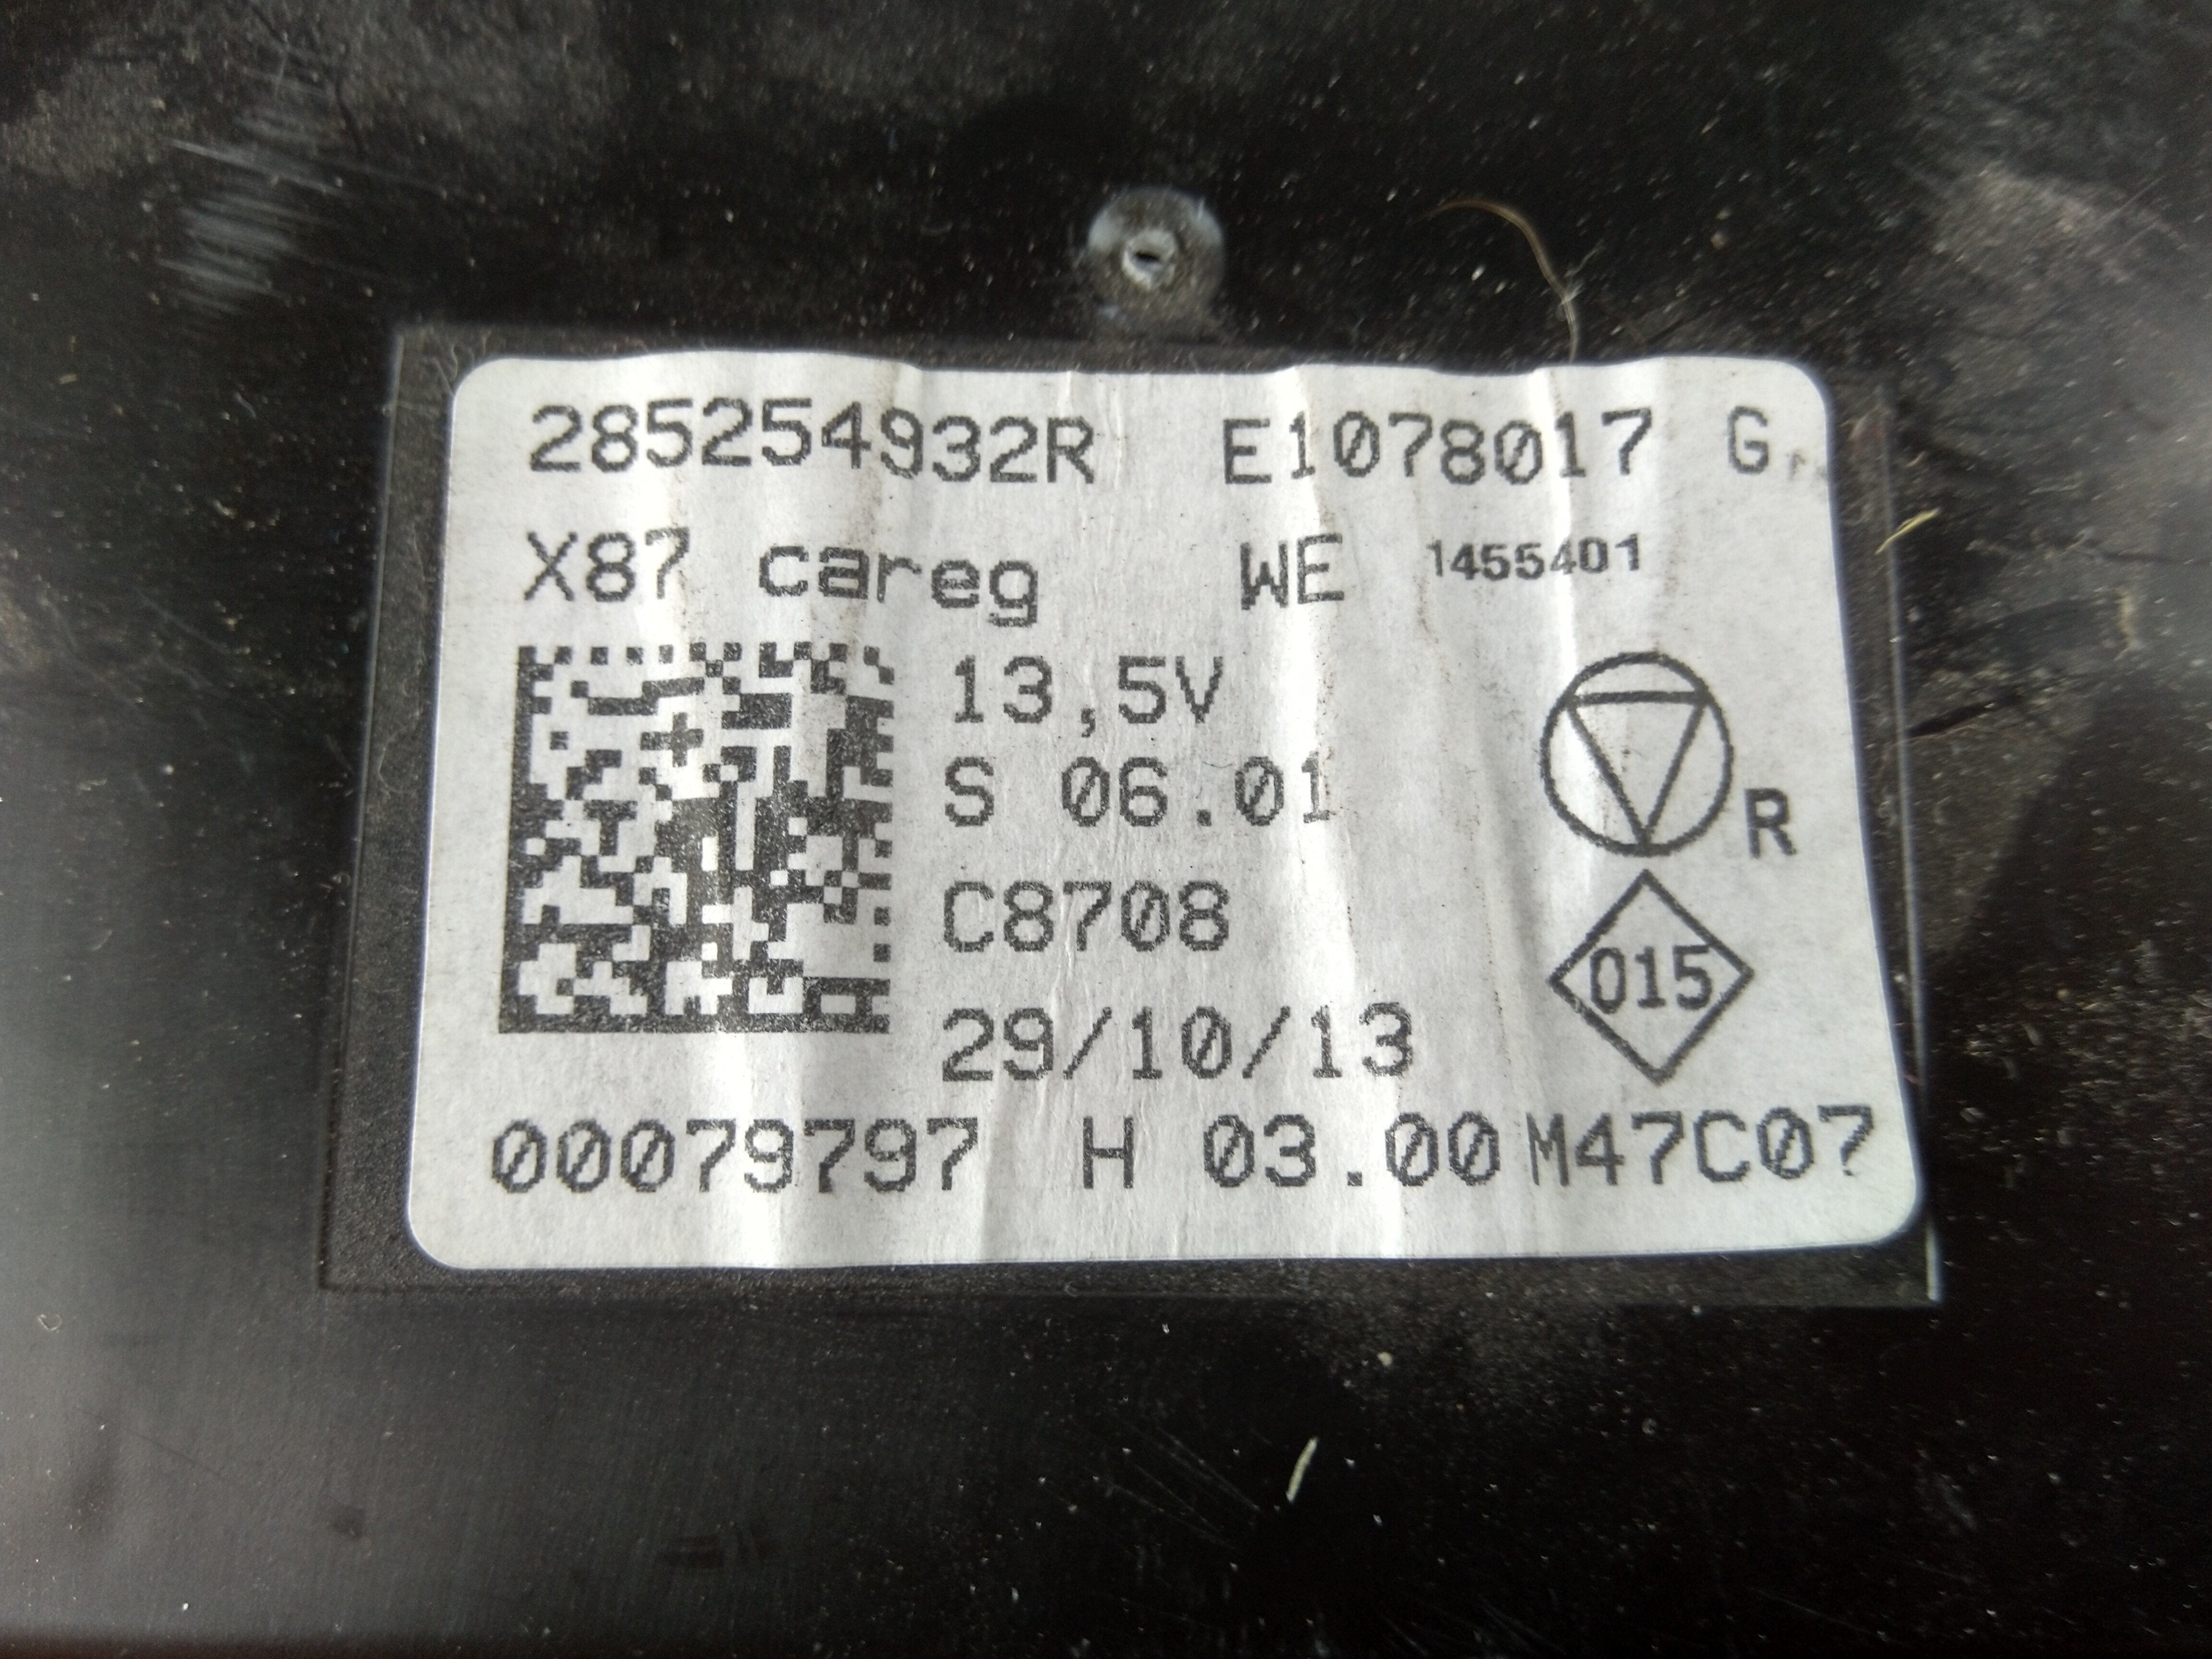 285254932R E1078017 G
X87 careg WE 1455401
13,5V
S 06.01
R
C8708
015
29/10/13
00079797 H 03.00 M47C07